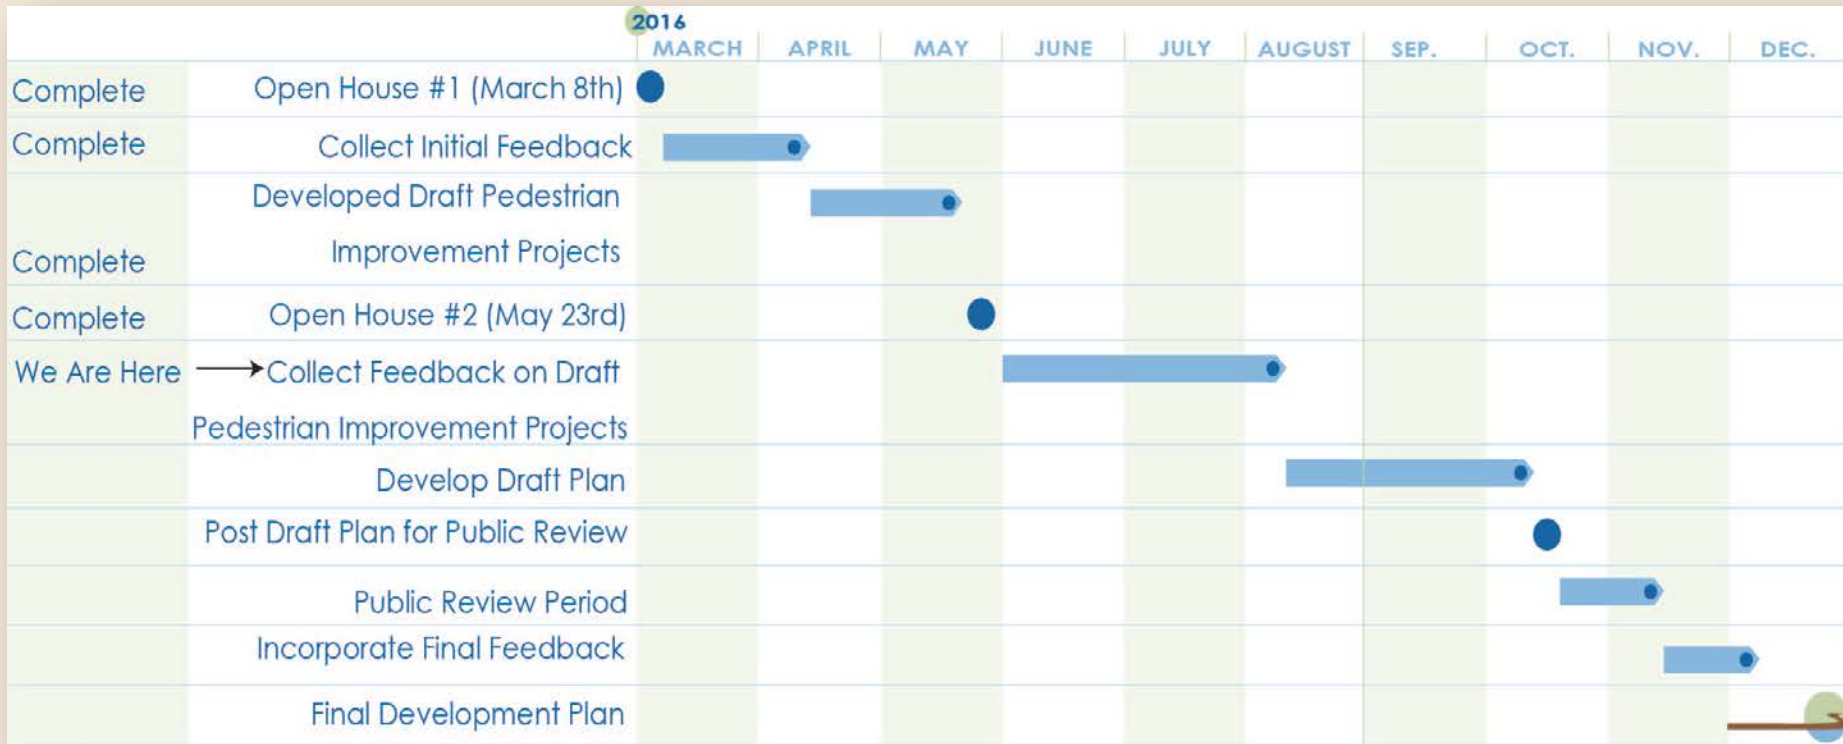 2016
MARCH APRIL MAY JUNE JULY AUGUST SEP. OCT. NOV. DEC.
Complete Open House #1 (March 8th)
Complete Collect Initial Feedback
Developed Draft Pedestrian
Complete Improvement Projects
Complete Open House #2 (May 23rd)
We Are Here Collect Feedback on Draft
Pedestrian Improvement Projects
Develop Draft Plan
Post Draft Plan for Public Review
Public Review Period
Incorporate Final Feedback
Final Development Plan